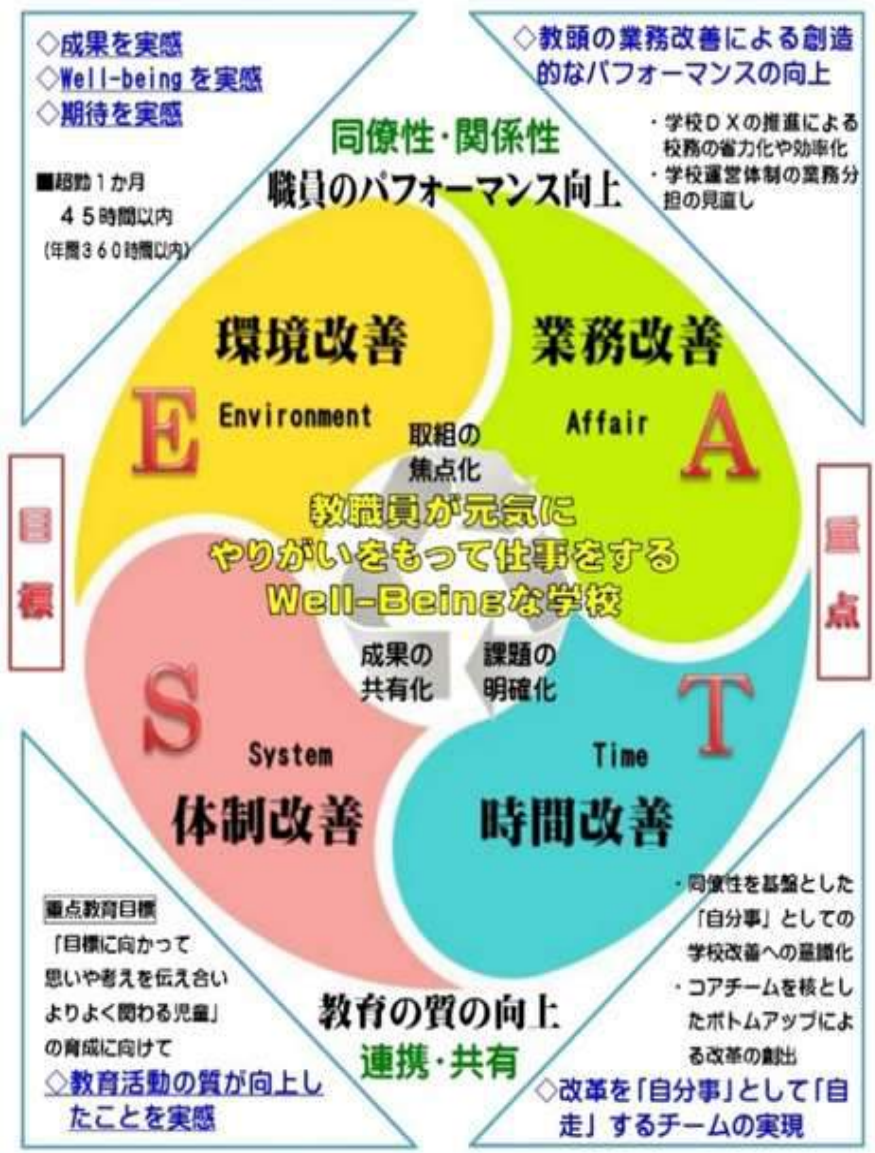 ◇成果を実感
◇Well-beingを実感
◇期待を実感
■超勤１か月
４５時間以内
(年間３６０時間以内)
◇教頭の業務改善による創造
的なパフォーマンスの向上
・学校ＤＸの推進による
校務の省力化や効率化
・学校運営体制の業務分
担の見直し
同僚性・関係性
職員のパフォーマンス向上
環境改善
E
Environment
業務改善
Affair
A
取組の
焦点化
目標
教職員が元気に
やりがいをもって仕事をする
Well-Beingな学校
重点
成果の
共有化
課題の
明確化
S
System
体制改善
T
Time
時間改善
重点教育目標
「目標に向かって
思いや考えを伝え合い
よりよく関わる児童」
の育成に向けて
◇教育活動の質が向上し
たことを実感
教育の質の向上
連携・共有
・同僚性を基盤とした
「自分事」としての
学校改善への意識化
・コアチームを核とし
たボトムアップによ
る改革の創出
◇改革を「自分事」として「自
走」するチームの実現